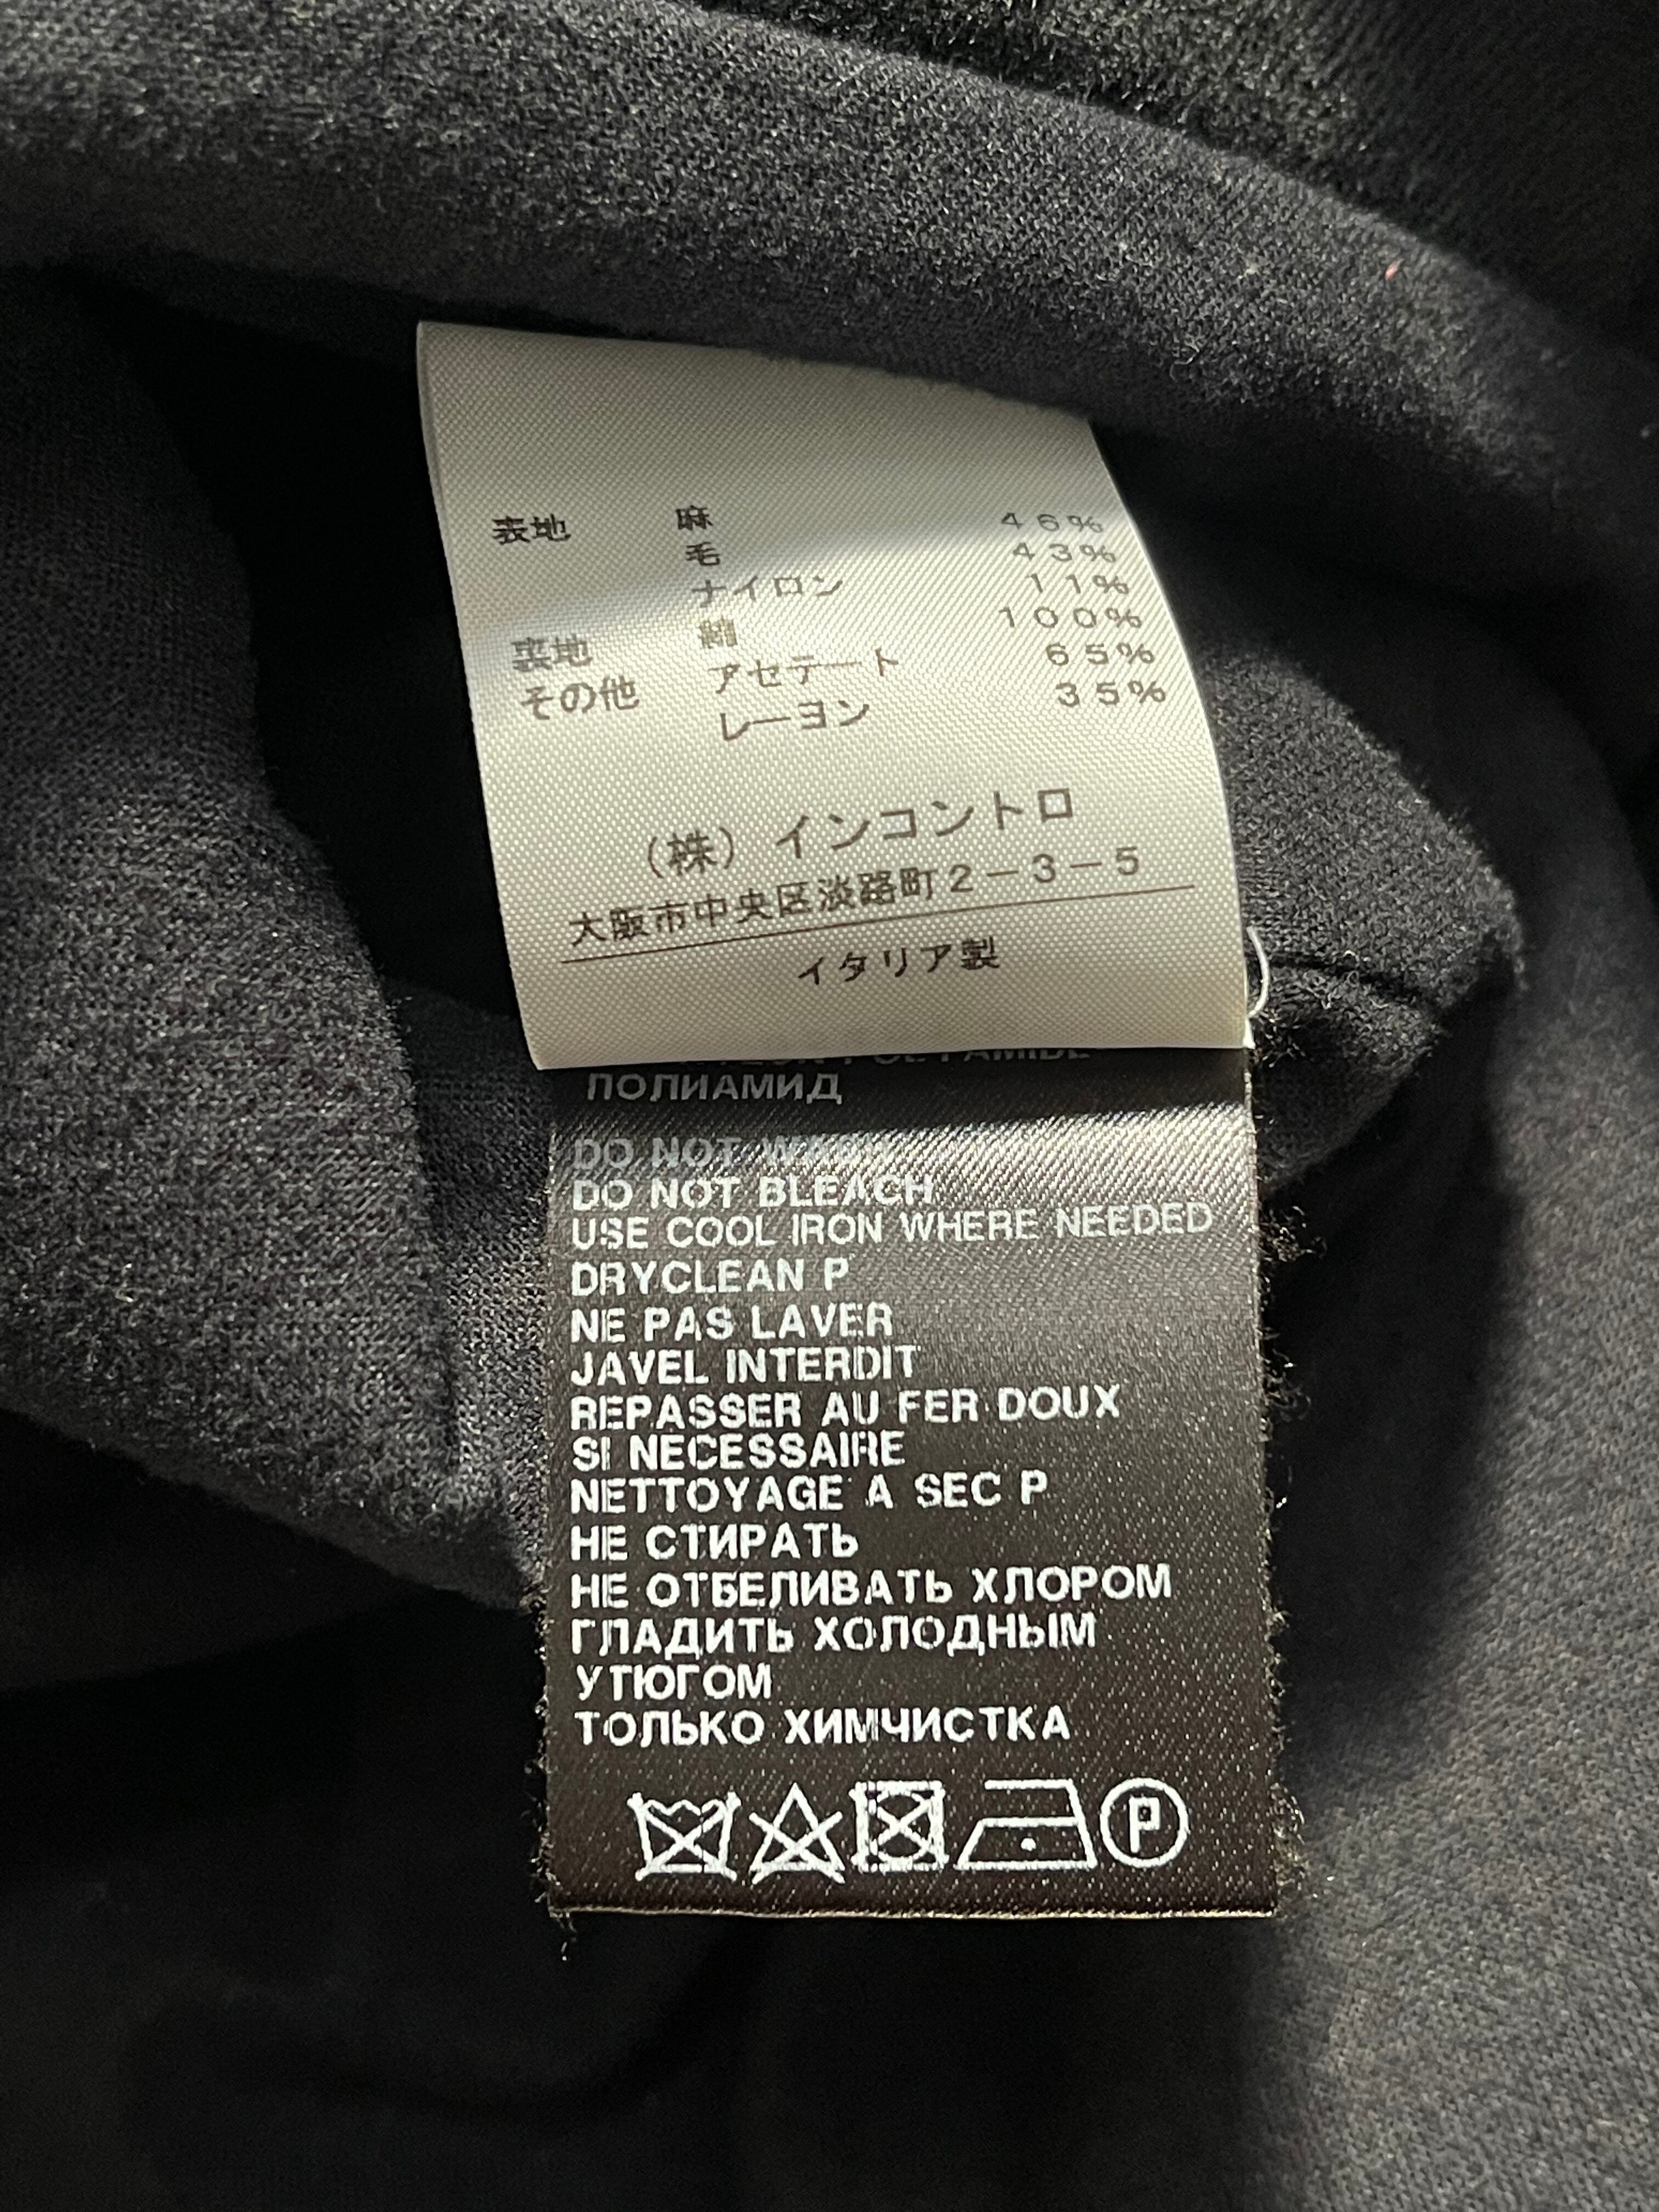 表地 麻 46%
毛 43%
ナイロン 11%
裏地 綿 100%
その他 アセテート 65%
レーヨン 35%
(株) インコントロ
大阪市中央区淡路町2-3-5
イタリア製
POLYAMIDE
ПОЛИАМИД
DO NOT WASH
DO NOT BLEACH
USE COOL IRON WHERE NEEDED
DRYCLEAN P
NE PAS LAVER
JAVEL INTERDIT
REPASSER AU FER DOUX
SI NECESSAIRE
NETTOYAGE A SEC P
НЕ СТИРАТЬ
НЕ ОТБЕЛИВАТЬ ХЛОРОМ
ГЛАДИТЬ ХОЛОДНЫМ
УТЮГОМ
ТОЛЬКО ХИМЧИСТКА
P